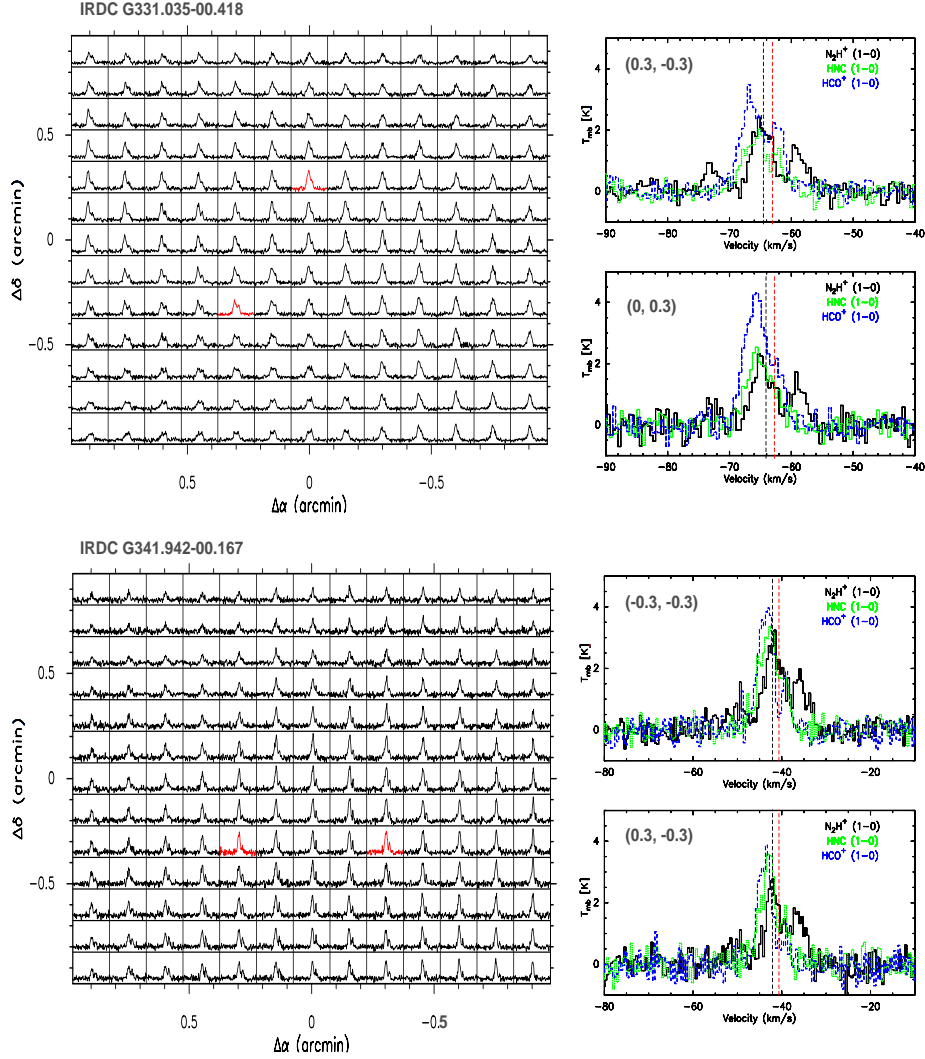 IRDC G331.035-00.418
0.5
0
−0.5
Δδ (arcmin)
0.5
0
−0.5
Δα (arcmin)
(0.3, -0.3)
N₂H⁺ (1−0)
HNC (1−0)
HCO⁺ (1−0)
4
2
0
Tmb [K]
−90
−80
−70
−60
−50
−40
Velocity (km/s)
(0, 0.3)
N₂H⁺ (1−0)
HNC (1−0)
HCO⁺ (1−0)
4
2
0
Tmb [K]
−90
−80
−70
−60
−50
−40
Velocity (km/s)
IRDC G341.942-00.167
0.5
0
−0.5
Δδ (arcmin)
0.5
0
−0.5
Δα (arcmin)
(-0.3, -0.3)
N₂H⁺ (1−0)
HNC (1−0)
HCO⁺ (1−0)
4
2
0
Tmb [K]
−80
−60
−40
−20
Velocity (km/s)
(0.3, -0.3)
N₂H⁺ (1−0)
HNC (1−0)
HCO⁺ (1−0)
4
2
0
Tmb [K]
−80
−60
−40
−20
Velocity (km/s)